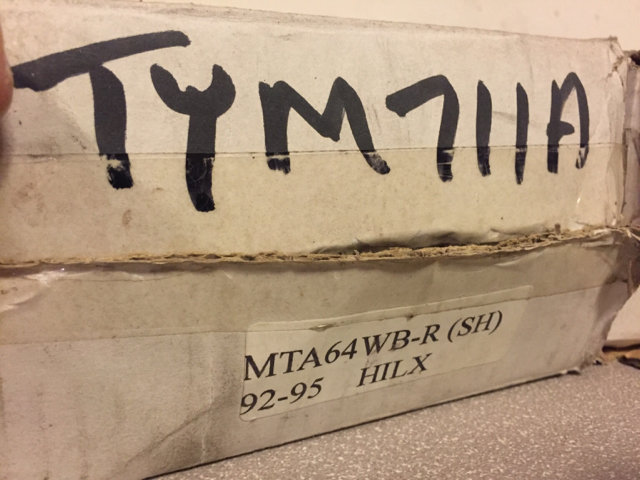 TYM711A
MTA64WB-R (SH)
92-95 HILX